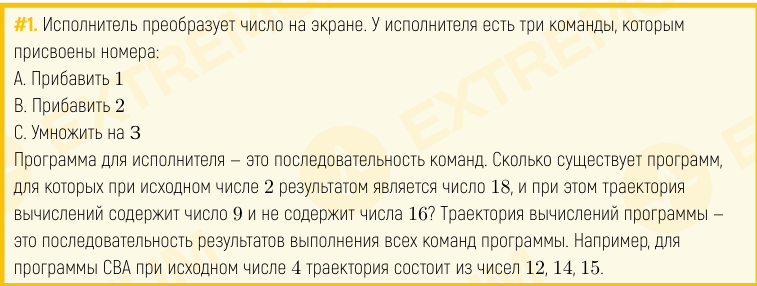 #1. Исполнитель преобразует число на экране. У исполнителя есть три команды, которым
присвоены номера:
А. Прибавить 1
В. Прибавить 2
С. Умножить на 3
Программа для исполнителя – это последовательность команд. Сколько существует программ,
для которых при исходном числе 2 результатом является число 18, и при этом траектория
вычислений содержит число 9 и не содержит числа 16? Траектория вычислений программы –
это последовательность результатов выполнения всех команд программы. Например, для
программы СВА при исходном числе 4 траектория состоит из чисел 12, 14, 15.